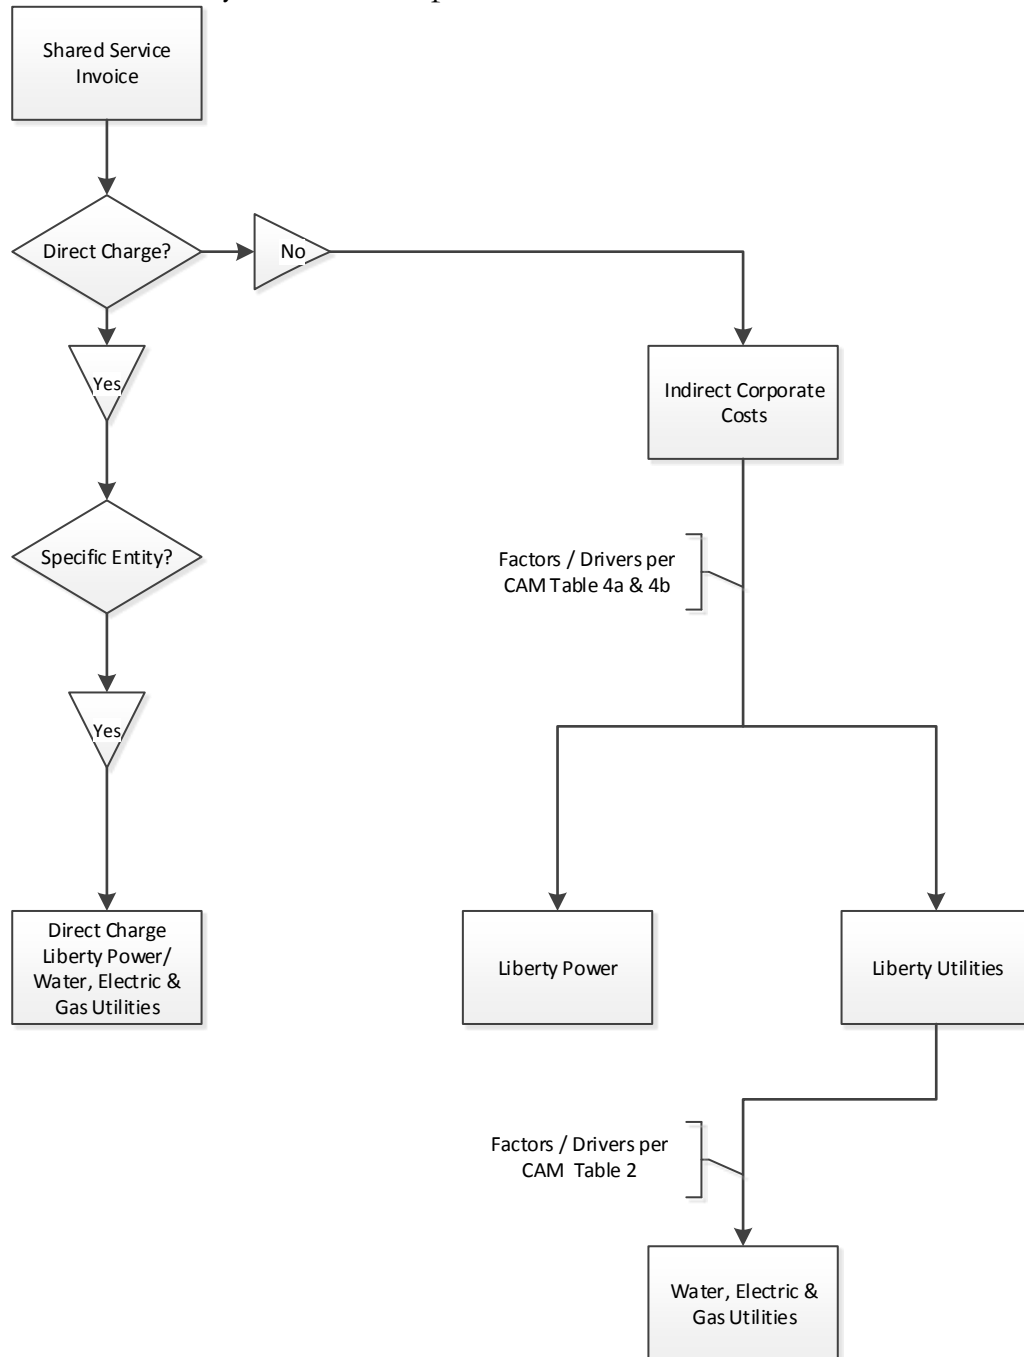 Shared Service
Invoice
Direct Charge?
No
Yes
Indirect Corporate
Costs
Specific Entity?
Factors / Drivers per
CAM Table 4a & 4b
Yes
Direct Charge
Liberty Power/
Water, Electric &
Gas Utilities
Liberty Power
Liberty Utilities
Factors / Drivers per
CAM Table 2
Water, Electric &
Gas Utilities